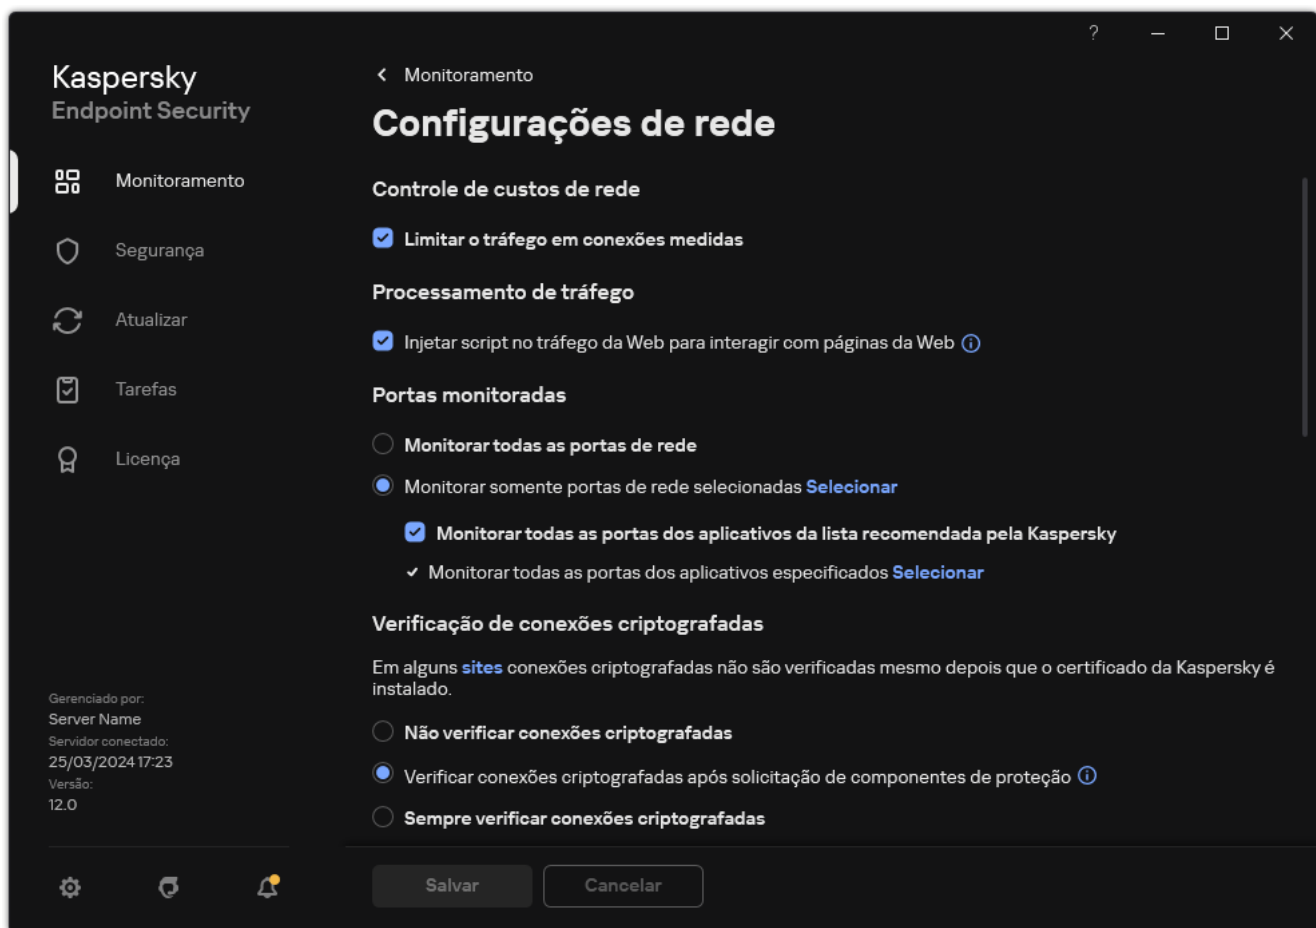 ?
Kaspersky
Endpoint Security
Monitoramento
Segurança
Atualizar
Tarefas
Licença
Gerenciado por:
Server Name
Servidor conectado:
25/03/2024 17:23
Versão:
12.0
Monitoramento
Configurações de rede
Controle de custos de rede
Limitar o tráfego em conexões medidas
Processamento de tráfego
Injetar script no tráfego da Web para interagir com páginas da Web
Portas monitoradas
Monitorar todas as portas de rede
Monitorar somente portas de rede selecionadas Selecionar
Monitorar todas as portas dos aplicativos da lista recomendada pela Kaspersky
Monitorar todas as portas dos aplicativos especificados Selecionar
Verificação de conexões criptografadas
Em alguns sites conexões criptografadas não são verificadas mesmo depois que o certificado da Kaspersky é
instalado.
Não verificar conexões criptografadas
Verificar conexões criptografadas após solicitação de componentes de proteção
Sempre verificar conexões criptografadas
Salvar
Cancelar